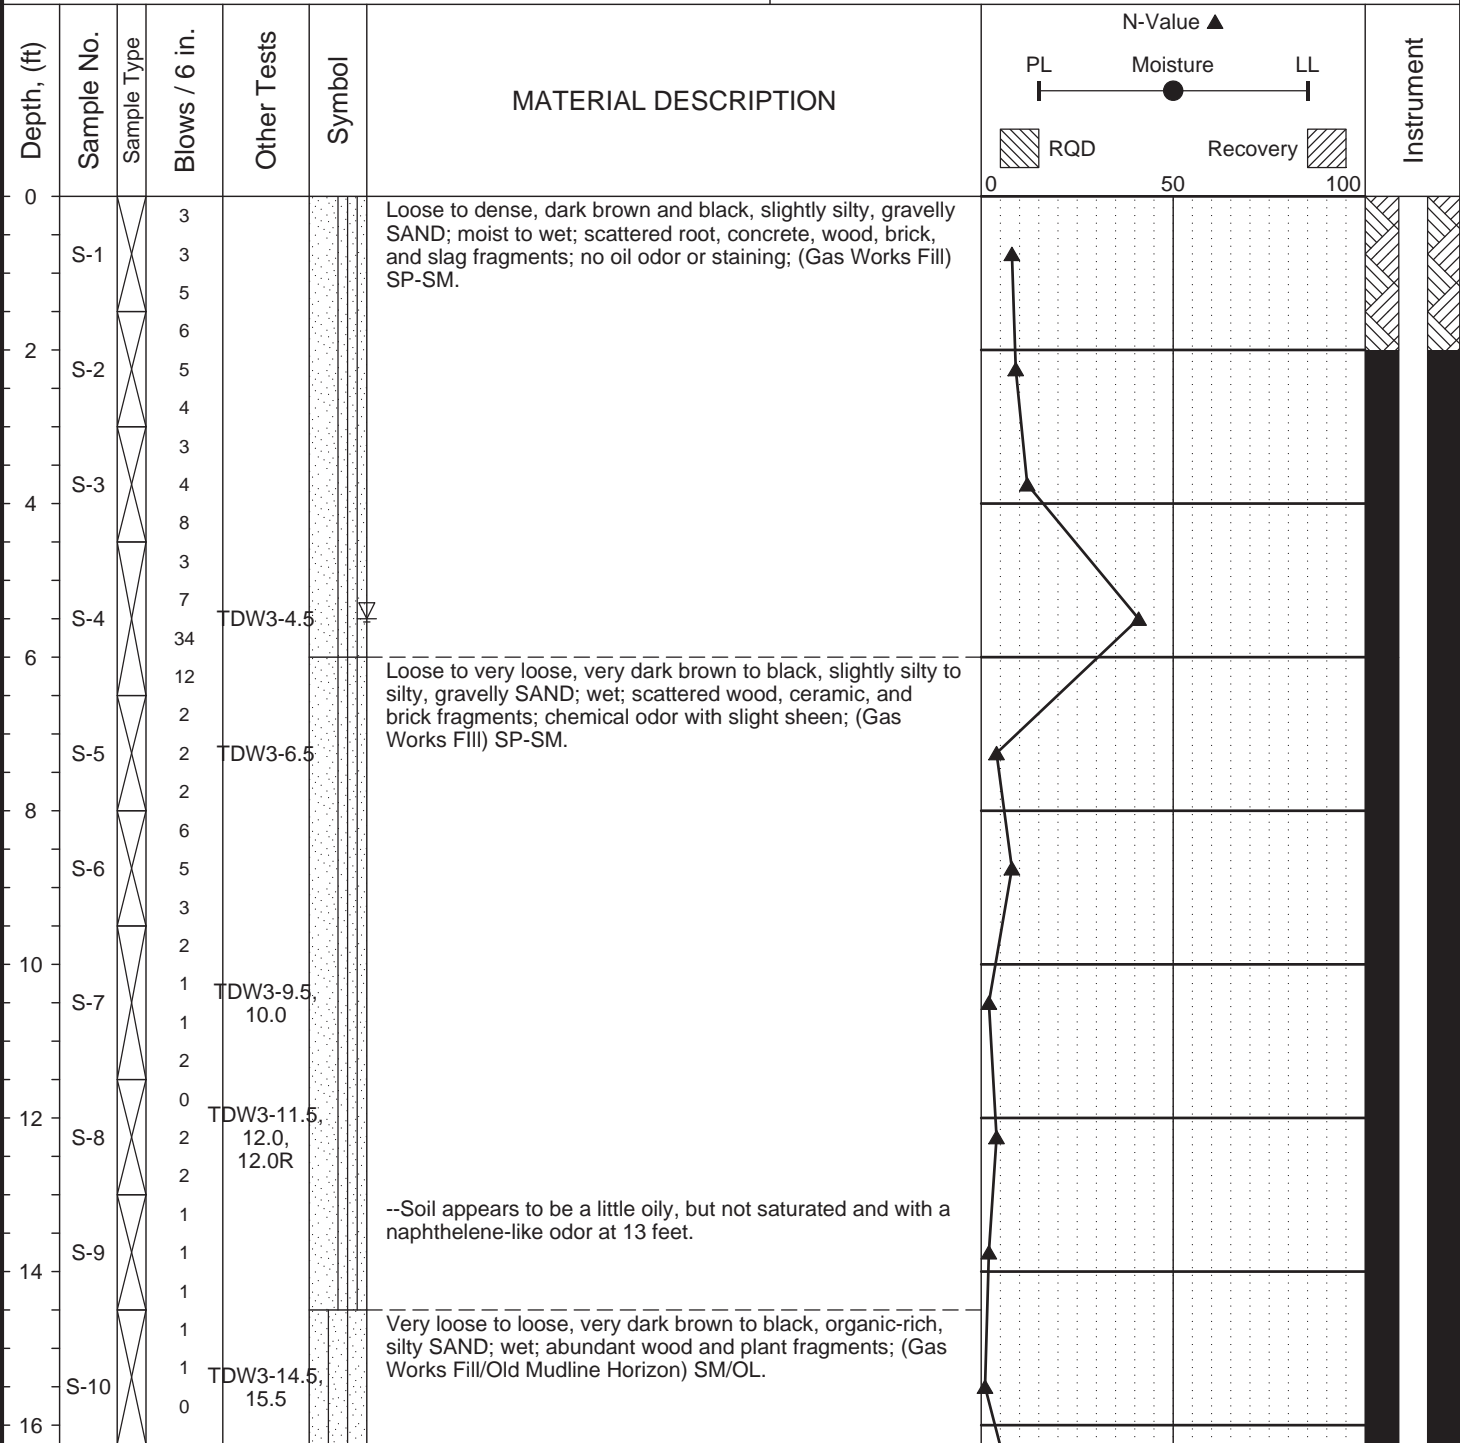 Depth, (ft)
Sample No.
Sample Type
Blows / 6 in.
Other Tests
Symbol
MATERIAL DESCRIPTION
N-Value
PL Moisture LL
RQD Recovery
0 50 100
Instrument
0
3
Loose to dense, dark brown and black, slightly silty, gravelly
SAND; moist to wet; scattered root, concrete, wood, brick,
and slag fragments; no oil odor or staining; (Gas Works Fill)
SP-SM.
S-1
3
5
6
2
S-2
5
4
3
S-3
4
8
4
3
7
S-4
TDW3-4.5
34
6
12
Loose to very loose, very dark brown to black, slightly silty to
silty, gravelly SAND; wet; scattered wood, ceramic, and
brick fragments; chemical odor with slight sheen; (Gas
Works FIll) SP-SM.
2
S-5
2
TDW3-6.5
2
8
6
S-6
5
3
2
10
1
S-7
TDW3-9.5,
10.0
1
2
0
12
TDW3-11.5,
12.0,
12.0R
S-8
2
2
1
--Soil appears to be a little oily, but not saturated and with a
naphthelene-like odor at 13 feet.
S-9
1
14
1
1
Very loose to loose, very dark brown to black, organic-rich,
silty SAND; wet; abundant wood and plant fragments; (Gas
Works Fill/Old Mudline Horizon) SM/OL.
1
S-10
TDW3-14.5,
15.5
0
16